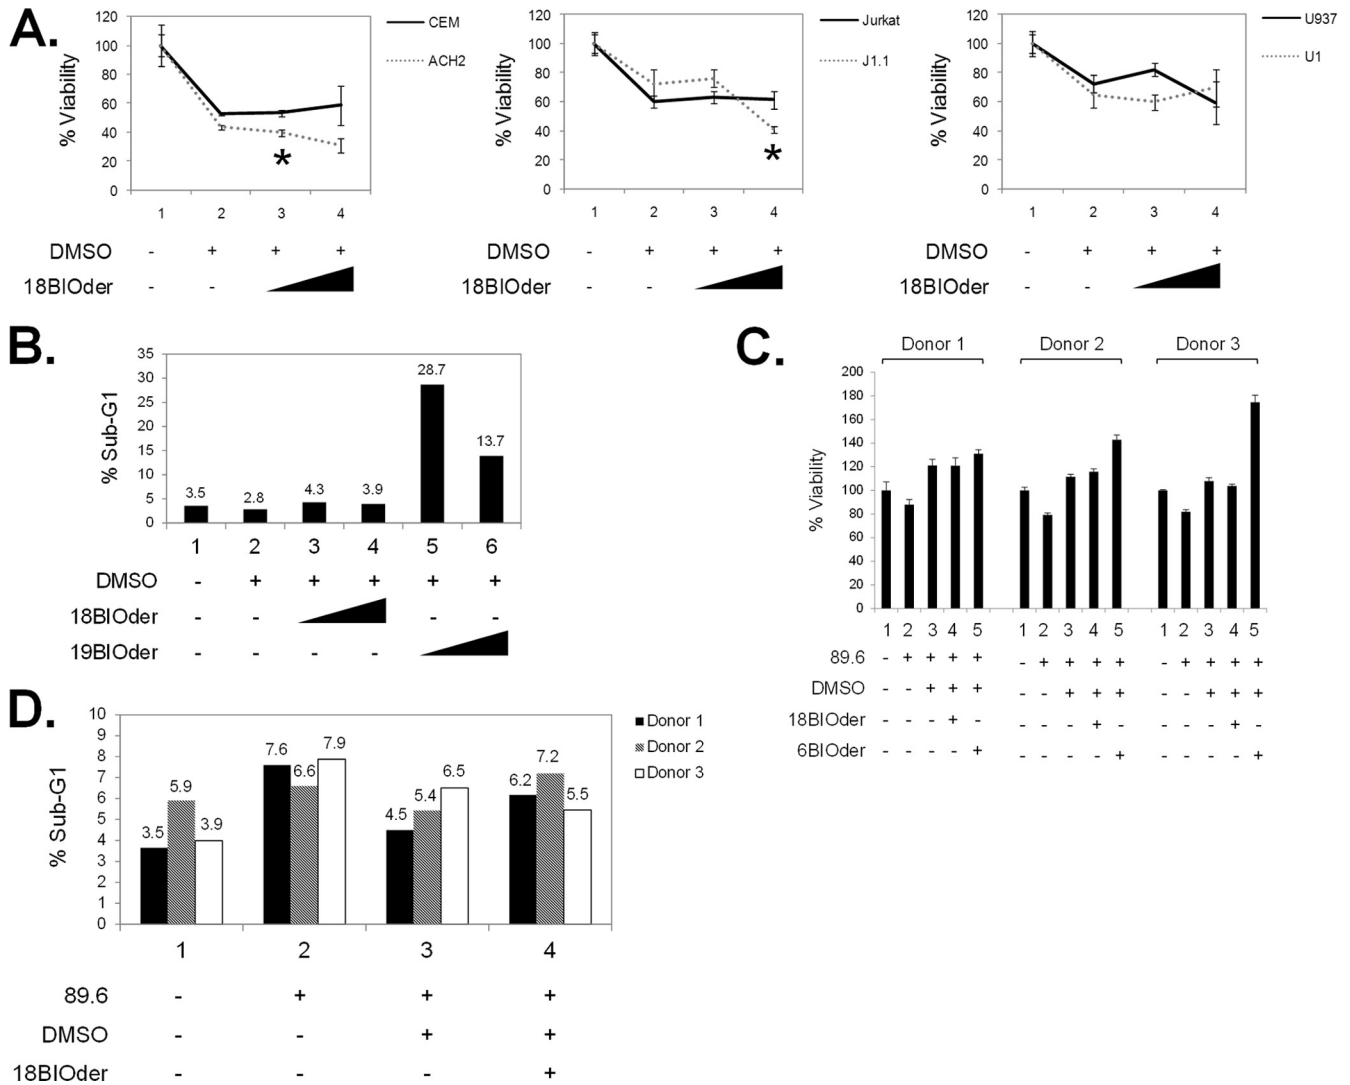 A.
120
100
80
60
40
20
0
% Viability
1 2 3 4
CEM
ACH2
*
DMSO - + + +
18BIOder - -
120
100
80
60
40
20
0
% Viability
1 2 3 4
Jurkat
J1.1
*
DMSO - + + +
18BIOder - -
120
100
80
60
40
20
0
% Viability
1 2 3 4
U937
U1
DMSO - + + +
18BIOder - -
B.
35
30
25
20
15
10
5
0
% Sub-G1
3.5 2.8 4.3 3.9 28.7 13.7
1 2 3 4 5 6
DMSO - + + + + +
18BIOder - - - -
19BIOder - - - -
C.
Donor 1 Donor 2 Donor 3
200
180
160
140
120
100
80
60
40
20
0
% Viability
1 2 3 4 5 1 2 3 4 5 1 2 3 4 5
89.6 - + + + + - + + + + - + + + +
DMSO - - + + + - - + + + - - + + +
18BIOder - - - + - - - - + - - - - + -
6BIOder - - - - + - - - - + - - - - +
D.
10
9
8
7
6
5
4
3
2
1
0
% Sub-G1
3.5 5.9 3.9 7.6 6.6 7.9 4.5 5.4 6.5 6.2 7.2 5.5
Donor 1
Donor 2
Donor 3
1 2 3 4
89.6 - + + +
DMSO - - + +
18BIOder - - - +